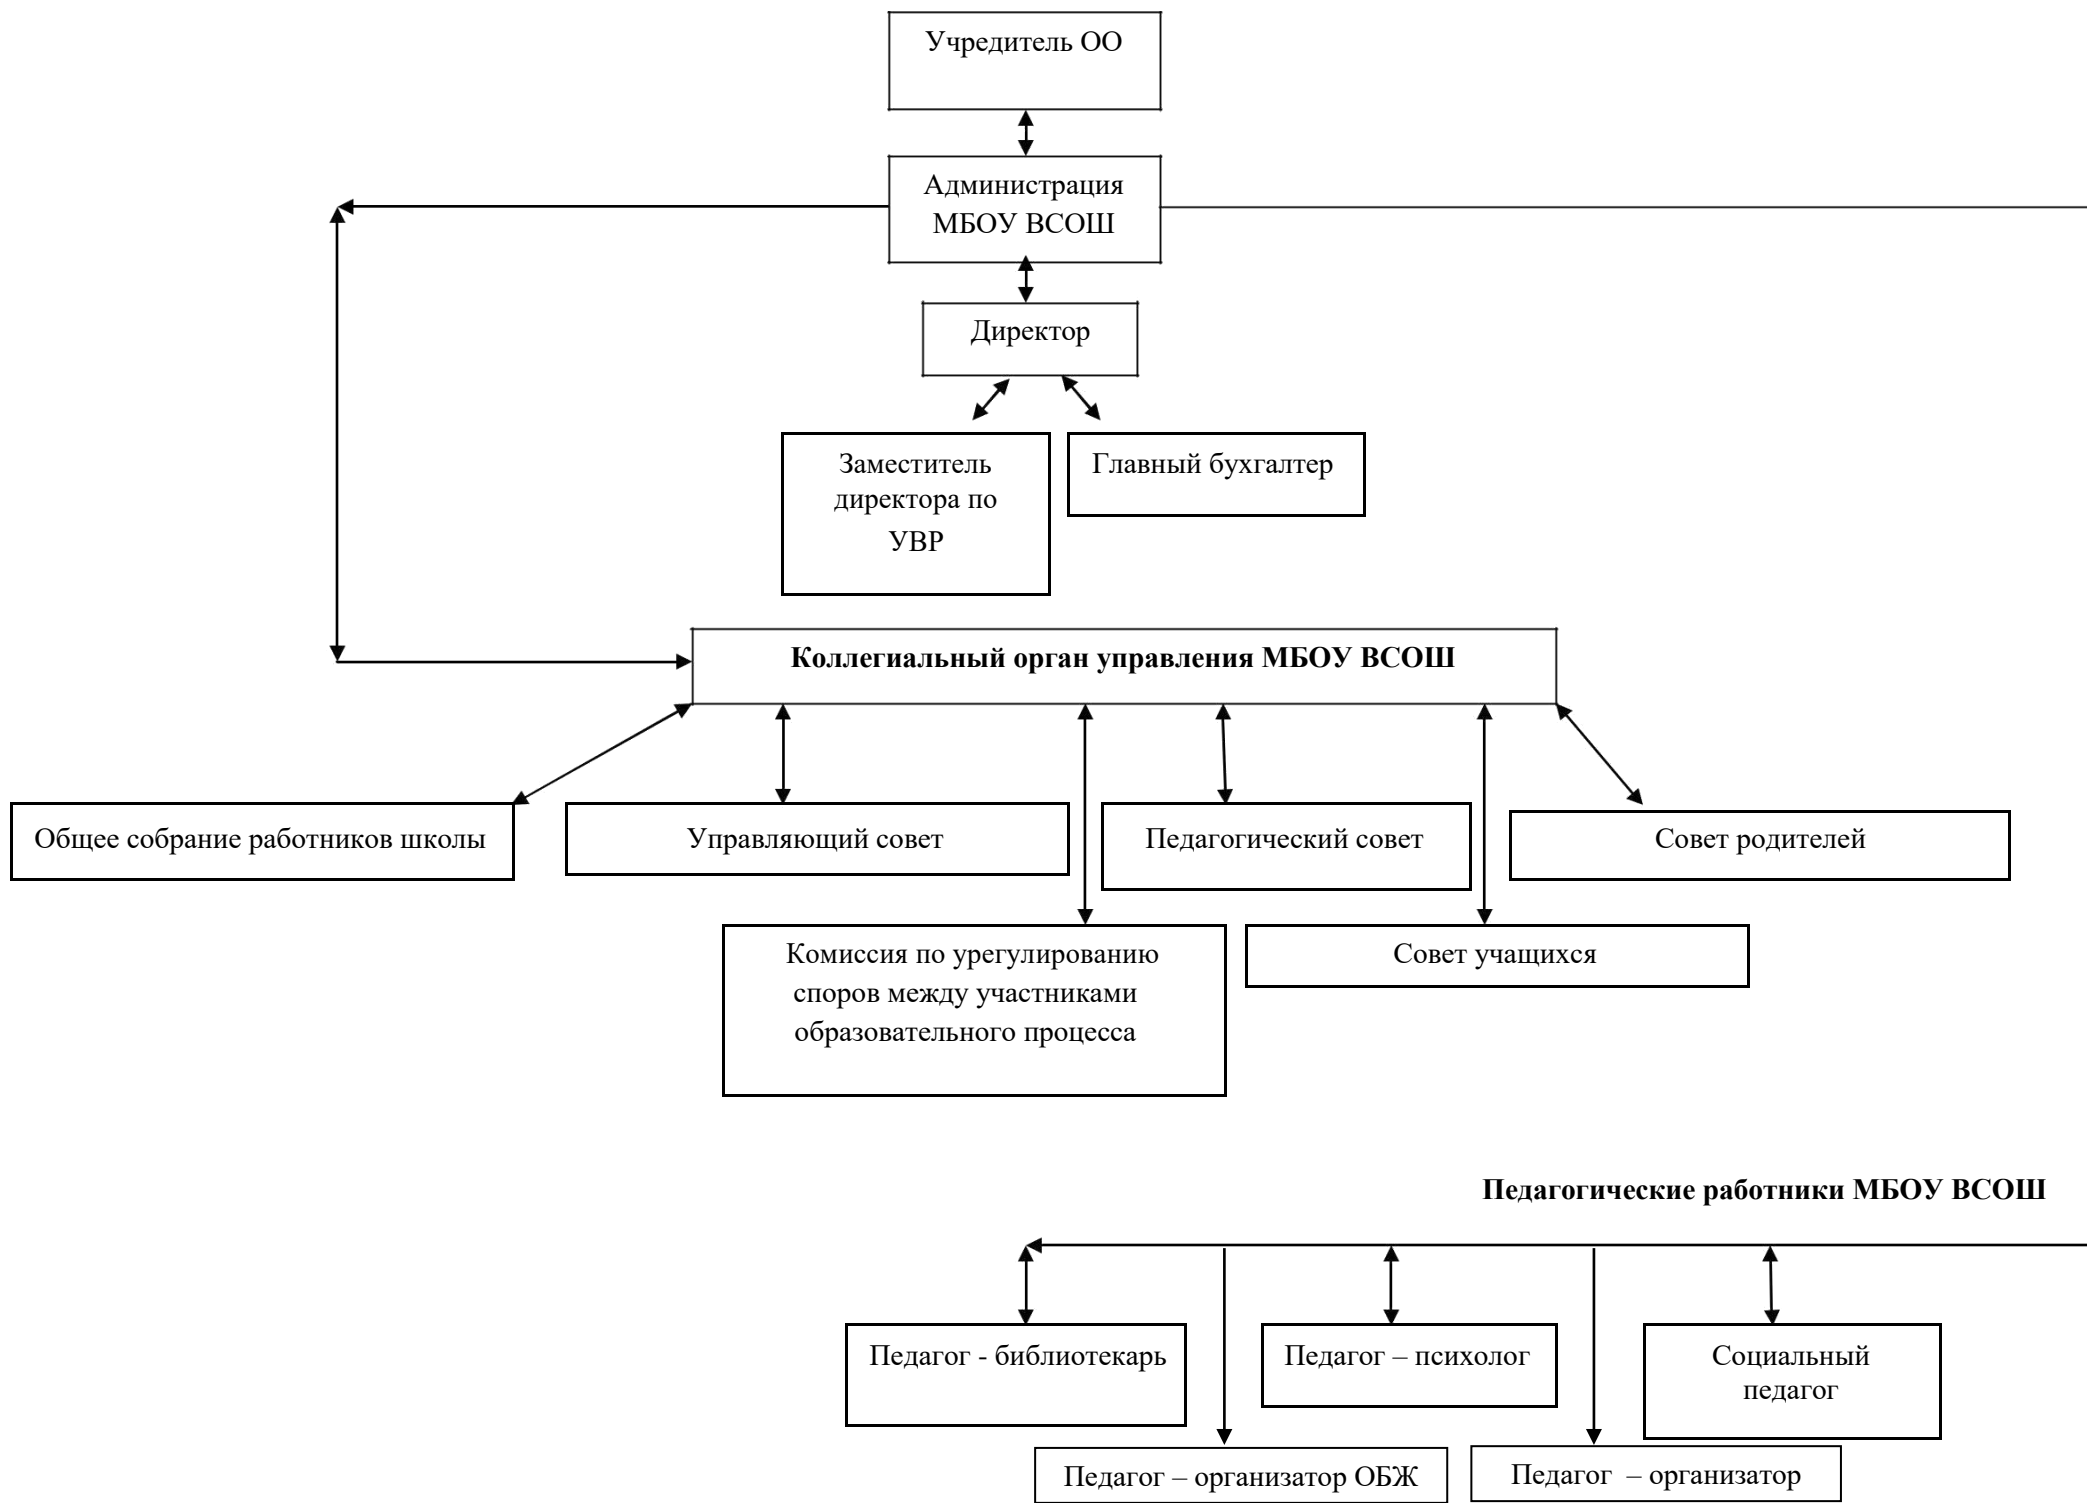 Учредитель ОО
Администрация
МБОУ ВСОШ
Директор
Заместитель
директора по
УВР
Главный бухгалтер
Коллегиальный орган управления МБОУ ВСОШ
Общее собрание работников школы
Управляющий совет
Педагогический совет
Совет родителей
Комиссия по урегулированию
споров между участниками
образовательного процесса
Совет учащихся
Педагогические работники МБОУ ВСОШ
Педагог - библиотекарь
Педагог – психолог
Социальный
педагог
Педагог – организатор ОБЖ
Педагог – организатор